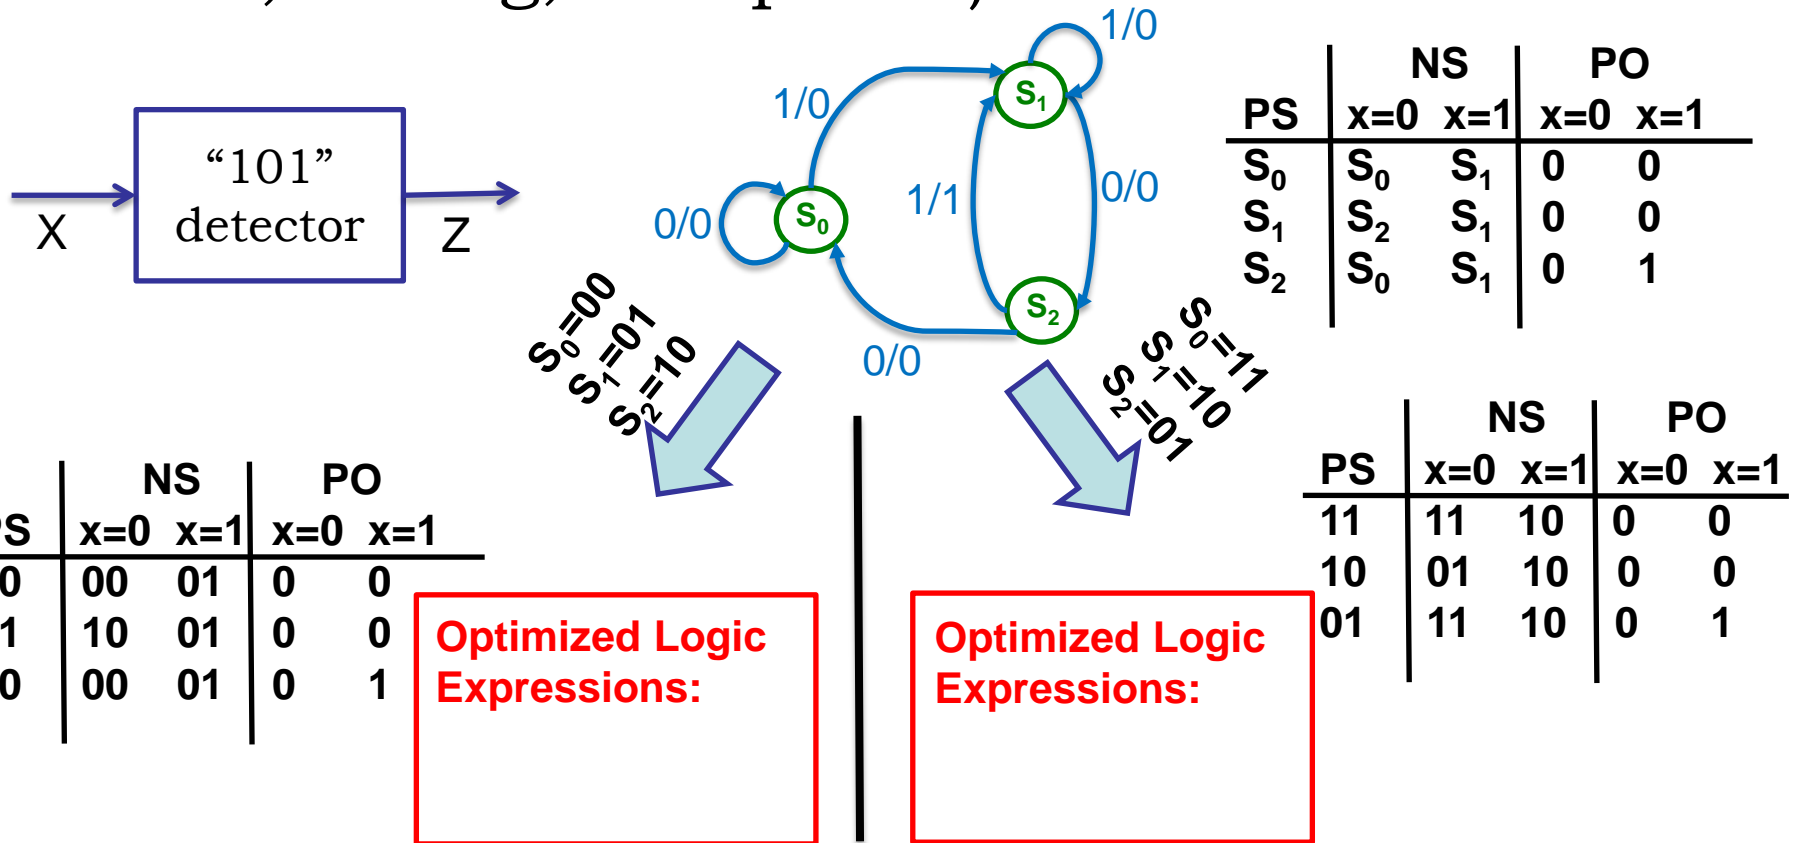 1/0
1/0
S1
1/1
0/0
0/0
S0
S2
0/0
"101"
detector
X
Z
NS PO
PS x=0 x=1 x=0 x=1
S0 S0 S1 0 0
S1 S2 S1 0 0
S2 S0 S1 0 1
S0=00
S1=01
S2=10
S0=11
S1=10
S2=01
NS PO
x=0 x=1 x=0 x=1
00 01 0 0
10 01 0 0
00 01 0 1
Optimized Logic
Expressions:
Optimized Logic
Expressions:
NS PO
PS x=0 x=1 x=0 x=1
11 11 10 0 0
10 01 10 0 0
01 11 10 0 1